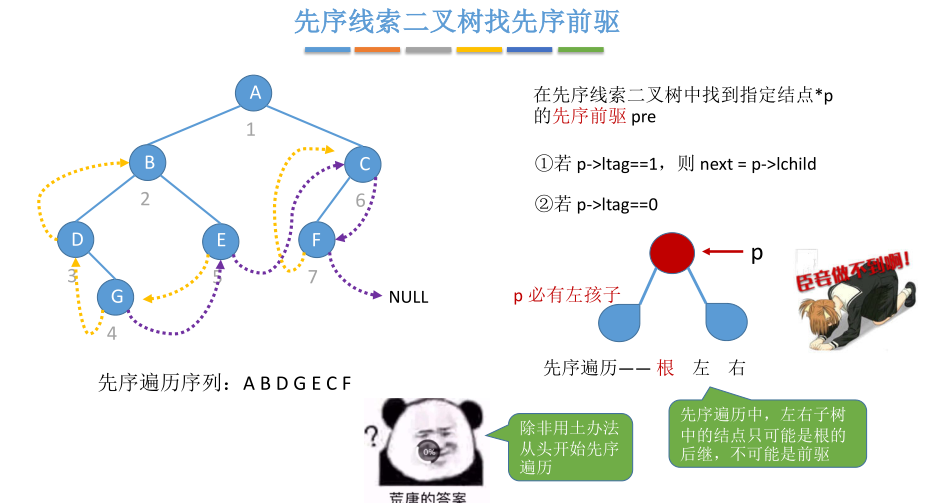 先序线索二叉树找先序前驱
A
1
B
2
C
6
D
3
E
5
F
7
G
4
NULL
先序遍历序列：A B D G E C F
在先序线索二叉树中找到指定结点*p
的先序前驱 pre
①若 p->ltag==1，则 next = p->lchild
②若 p->ltag==0
p
p 必有左孩子
臣妾做不到啊！
先序遍历—— 根 左 右
先序遍历中，左右子树
中的结点只可能是根的
后继，不可能是前驱
?
0%
荒唐的答案
除非用土办法
从头开始先序
遍历